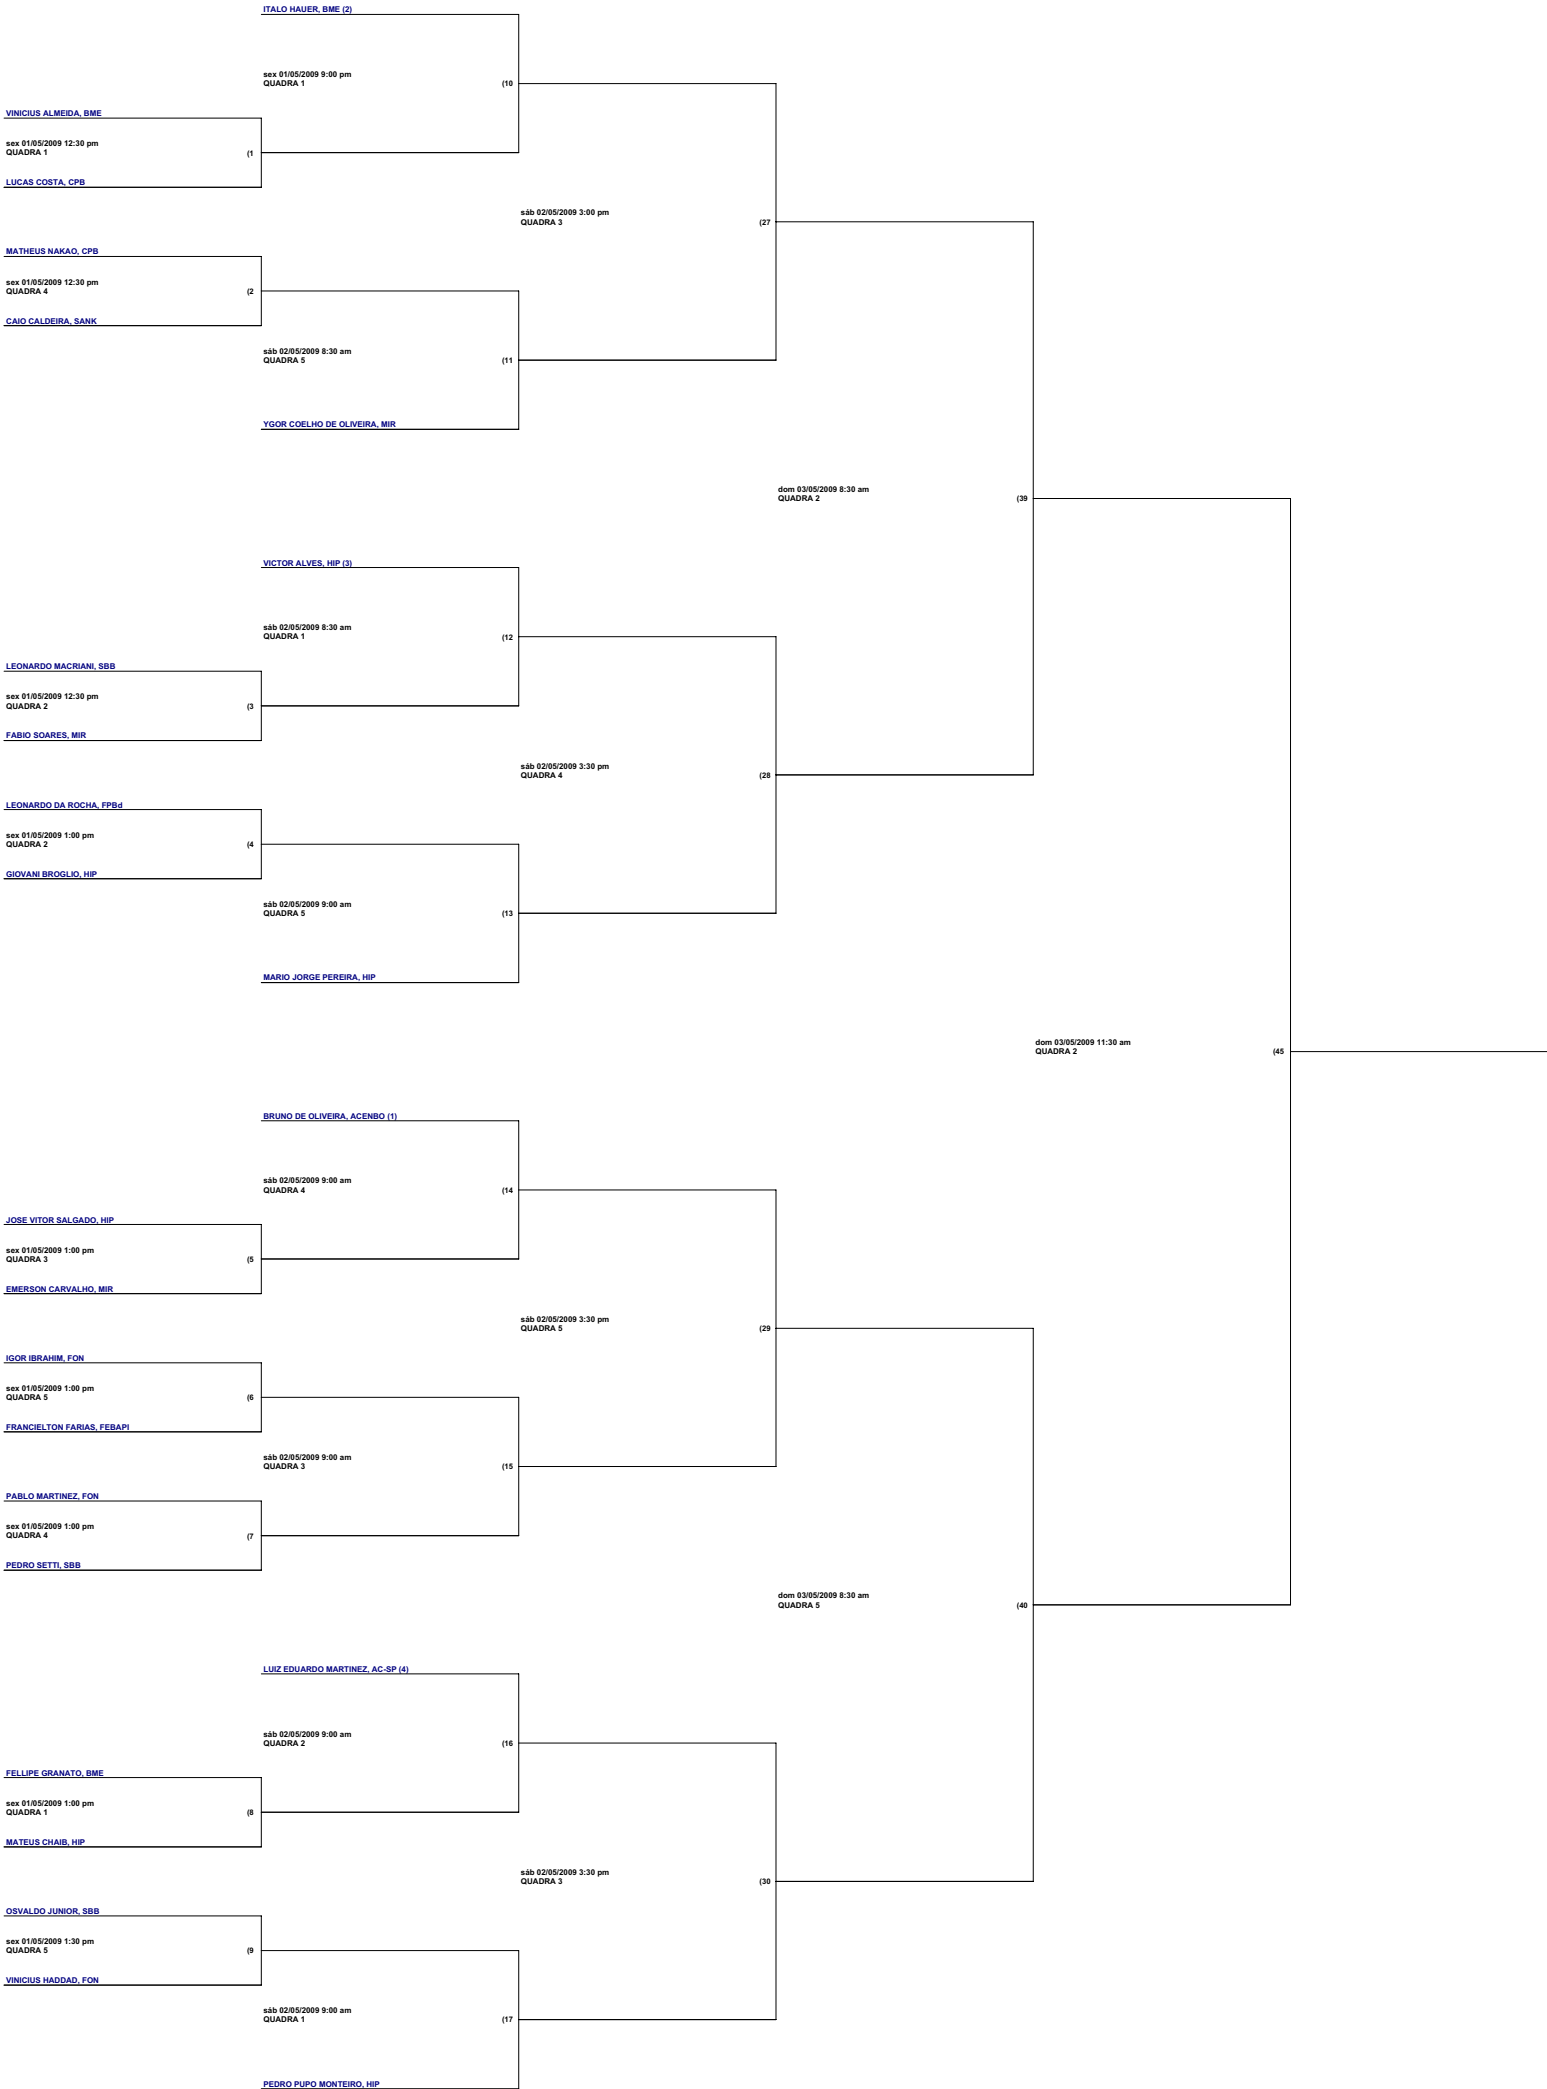 ITALO HAUER, BME (2)
sex 01/05/2009 9:00 pm
QUADRA 1 (10
VINICIUS ALMEIDA, BME
sex 01/05/2009 12:30 pm
QUADRA 1 (1
LUCAS COSTA, CPB
sáb 02/05/2009 3:00 pm
QUADRA 3 (27
MATHEUS NAKAO, CPB
sex 01/05/2009 12:30 pm
QUADRA 4 (2
CAIO CALDEIRA, SANK
sáb 02/05/2009 8:30 am
QUADRA 5 (11
YGOR COELHO DE OLIVEIRA, MIR
dom 03/05/2009 8:30 am
QUADRA 2 (39
VICTOR ALVES, HIP (3)
sáb 02/05/2009 8:30 am
QUADRA 1 (12
LEONARDO MACRIANI, SBB
sex 01/05/2009 12:30 pm
QUADRA 2 (3
FABIO SOARES, MIR
sáb 02/05/2009 3:30 pm
QUADRA 4 (28
LEONARDO DA ROCHA, FPBd
sex 01/05/2009 1:00 pm
QUADRA 2 (4
GIOVANI BROGLIO, HIP
sáb 02/05/2009 9:00 am
QUADRA 5 (13
MARIO JORGE PEREIRA, HIP
dom 03/05/2009 11:30 am
QUADRA 2 (45
BRUNO DE OLIVEIRA, ACENBO (1)
sáb 02/05/2009 9:00 am
QUADRA 4 (14
JOSE VITOR SALGADO, HIP
sex 01/05/2009 1:00 pm
QUADRA 3 (5
EMERSON CARVALHO, MIR
sáb 02/05/2009 3:30 pm
QUADRA 5 (29
IGOR IBRAHIM, FON
sex 01/05/2009 1:00 pm
QUADRA 5 (6
FRANCIELTON FARIAS, FEBAPI
sáb 02/05/2009 9:00 am
QUADRA 3 (15
PABLO MARTINEZ, FON
sex 01/05/2009 1:00 pm
QUADRA 4 (7
PEDRO SETTI, SBB
dom 03/05/2009 8:30 am
QUADRA 5 (40
LUIZ EDUARDO MARTINEZ, AC-SP (4)
sáb 02/05/2009 9:00 am
QUADRA 2 (16
FELLIPE GRANATO, BME
sex 01/05/2009 1:00 pm
QUADRA 1 (8
MATEUS CHAIB, HIP
sáb 02/05/2009 3:30 pm
QUADRA 3 (30
OSVALDO JUNIOR, SBB
sex 01/05/2009 1:30 pm
QUADRA 5 (9
VINICIUS HADDAD, FON
sáb 02/05/2009 9:00 am
QUADRA 1 (17
PEDRO PUPO MONTEIRO, HIP